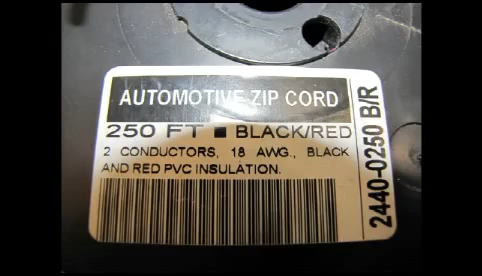 AUTOMOTIVE ZIP CORD
250 FT ■ BLACK/RED
2 CONDUCTORS, 18 AWG., BLACK
AND RED PVC INSULATION.
2440-0250 B/R